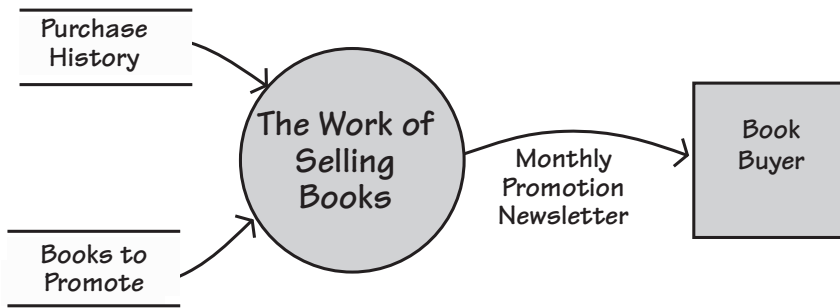 Purchase
History
The Work of
Selling
Books
Monthly
Promotion
Newsletter
Book
Buyer
Books to
Promote